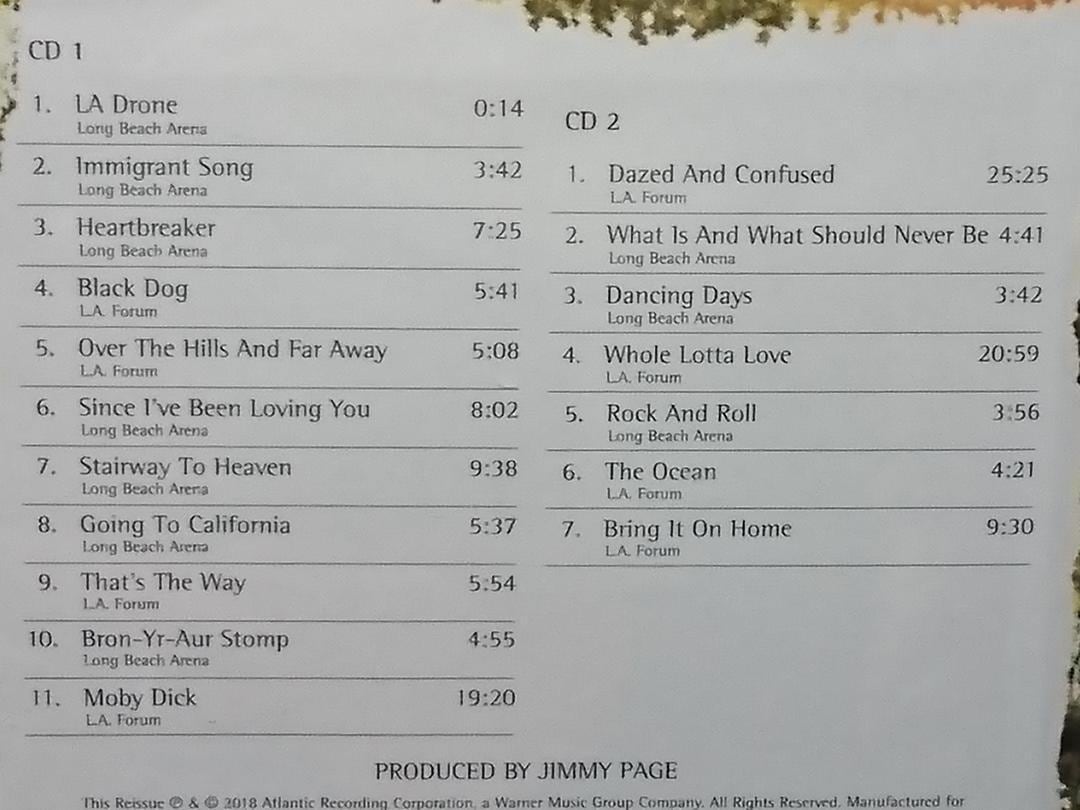 CD 1
1. LA Drone 0:14
Long Beach Arena
2. Immigrant Song 3:42
Long Beach Arena
3. Heartbreaker 7:25
Long Beach Arena
4. Black Dog 5:41
L.A. Forum
5. Over The Hills And Far Away 5:08
L.A. Forum
6. Since I've Been Loving You 8:02
Long Beach Arena
7. Stairway To Heaven 9:38
Long Beach Arena
8. Going To California 5:37
Long Beach Arena
9. That's The Way 5:54
L.A. Forum
10. Bron-Yr-Aur Stomp 4:55
Long Beach Arena
11. Moby Dick 19:20
L.A. Forum
CD 2
1. Dazed And Confused 25:25
L.A. Forum
2. What Is And What Should Never Be 4:41
Long Beach Arena
3. Dancing Days 3:42
Long Beach Arena
4. Whole Lotta Love 20:59
L.A. Forum
5. Rock And Roll 3:56
Long Beach Arena
6. The Ocean 4:21
L.A. Forum
7. Bring It On Home 9:30
L.A. Forum
PRODUCED BY JIMMY PAGE
This Reissue ℗ & © 2018 Atlantic Recording Corporation, a Warner Music Group Company. All Rights Reserved. Manufactured for